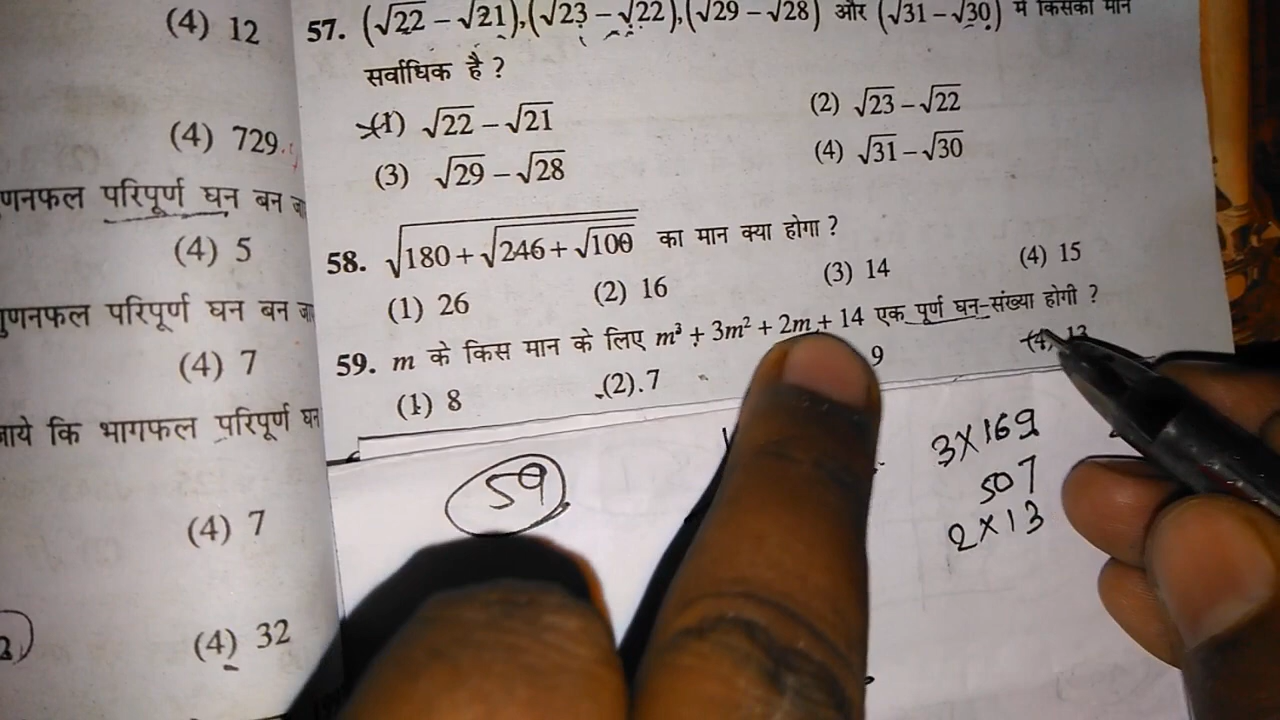 (4) 12
(4) 729
णनफल परिपूर्ण घन बन
(4) 5
गुणनफल परिपूर्ण घन बन
(4) 7
जाये कि भागफल परिपूर्ण घन
(4) 7
(4) 32
57. (√22 – √21),(√23 – √22),(√29 – √28) और (√31 – √30) में किसका मान
सर्वाधिक है ?
(1) √22 – √21 (2) √23 – √22
(3) √29 – √28 (4) √31 – √30
58. √180 + √246 + √100 का मान क्या होगा ?
(1) 26 (2) 16 (3) 14 (4) 15
59. m के किस मान के लिए m³ + 3m² + 2m + 14 एक पूर्ण घन-संख्या होगी ?
(1) 8 (2) 7 9 (4) 13
59
3×169
507
2×13